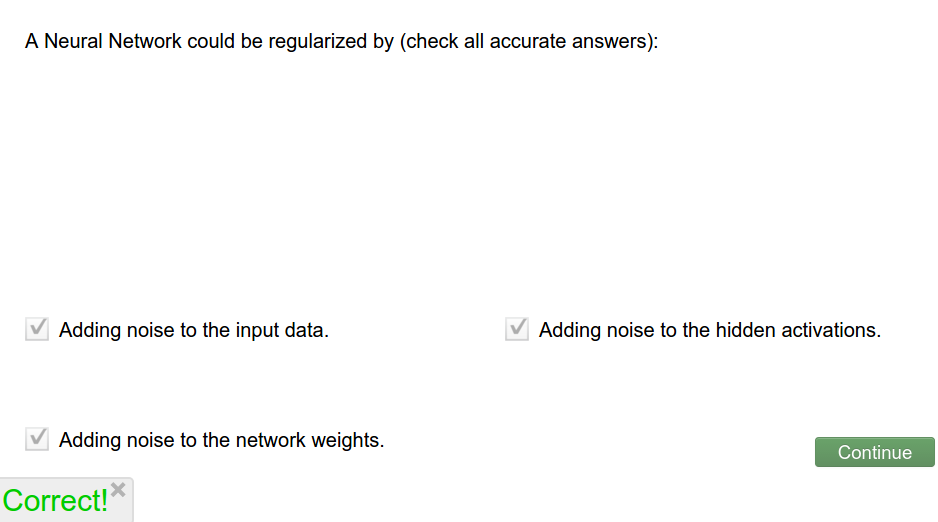 A Neural Network could be regularized by (check all accurate answers):
Adding noise to the input data.
Adding noise to the hidden activations.
Adding noise to the network weights.
Continue
Correct!